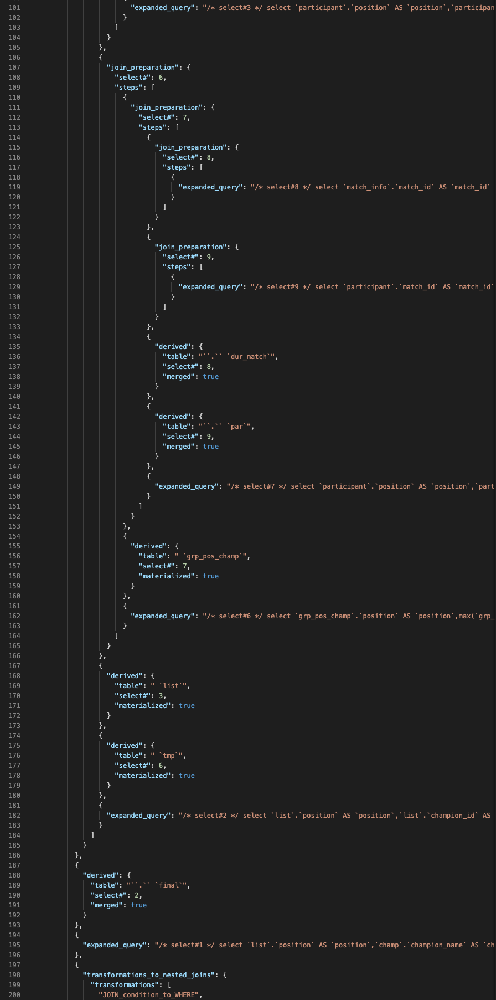 101 "expanded_query": "/* select#3 */ select `participant`.`position` AS `position`,`participan
102 }
103 ]
104 }
105 },
106 {
107 "join_preparation": {
108 "select#": 6,
109 "steps": [
110 {
111 "join_preparation": {
112 "select#": 7,
113 "steps": [
114 {
115 "join_preparation": {
116 "select#": 8,
117 "steps": [
118 {
119 "expanded_query": "/* select#8 */ select `match_info`.`match_id` AS `match_id`
120 }
121 ]
122 }
123 },
124 {
125 "join_preparation": {
126 "select#": 9,
127 "steps": [
128 {
129 "expanded_query": "/* select#9 */ select `participant`.`match_id` AS `match_id`
130 }
131 ]
132 }
133 },
134 {
135 "derived": {
136 "table": "``.`` `dur_match`",
137 "select#": 8,
138 "merged": true
139 }
140 },
141 {
142 "derived": {
143 "table": "``.`` `par`",
144 "select#": 9,
145 "merged": true
146 }
147 },
148 {
149 "expanded_query": "/* select#7 */ select `participant`.`position` AS `position`,`part
150 }
151 ]
152 }
153 },
154 {
155 "derived": {
156 "table": " `grp_pos_champ`",
157 "select#": 7,
158 "materialized": true
159 }
160 },
161 {
162 "expanded_query": "/* select#6 */ select `grp_pos_champ`.`position` AS `position`,max(`grp_
163 }
164 ]
165 }
166 },
167 {
168 "derived": {
169 "table": " `list`",
170 "select#": 3,
171 "materialized": true
172 }
173 },
174 {
175 "derived": {
176 "table": " `tmp`",
177 "select#": 6,
178 "materialized": true
179 }
180 },
181 {
182 "expanded_query": "/* select#2 */ select `list`.`position` AS `position`,`list`.`champion_id` AS
183 }
184 ]
185 }
186 },
187 {
188 "derived": {
189 "table": "``.`` `final`",
190 "select#": 2,
191 "merged": true
192 }
193 },
194 {
195 "expanded_query": "/* select#1 */ select `list`.`position` AS `position`,`champ`.`champion_name` AS `ch
196 },
197 {
198 "transformations_to_nested_joins": {
199 "transformations": [
200 "JOIN_condition_to_WHERE",